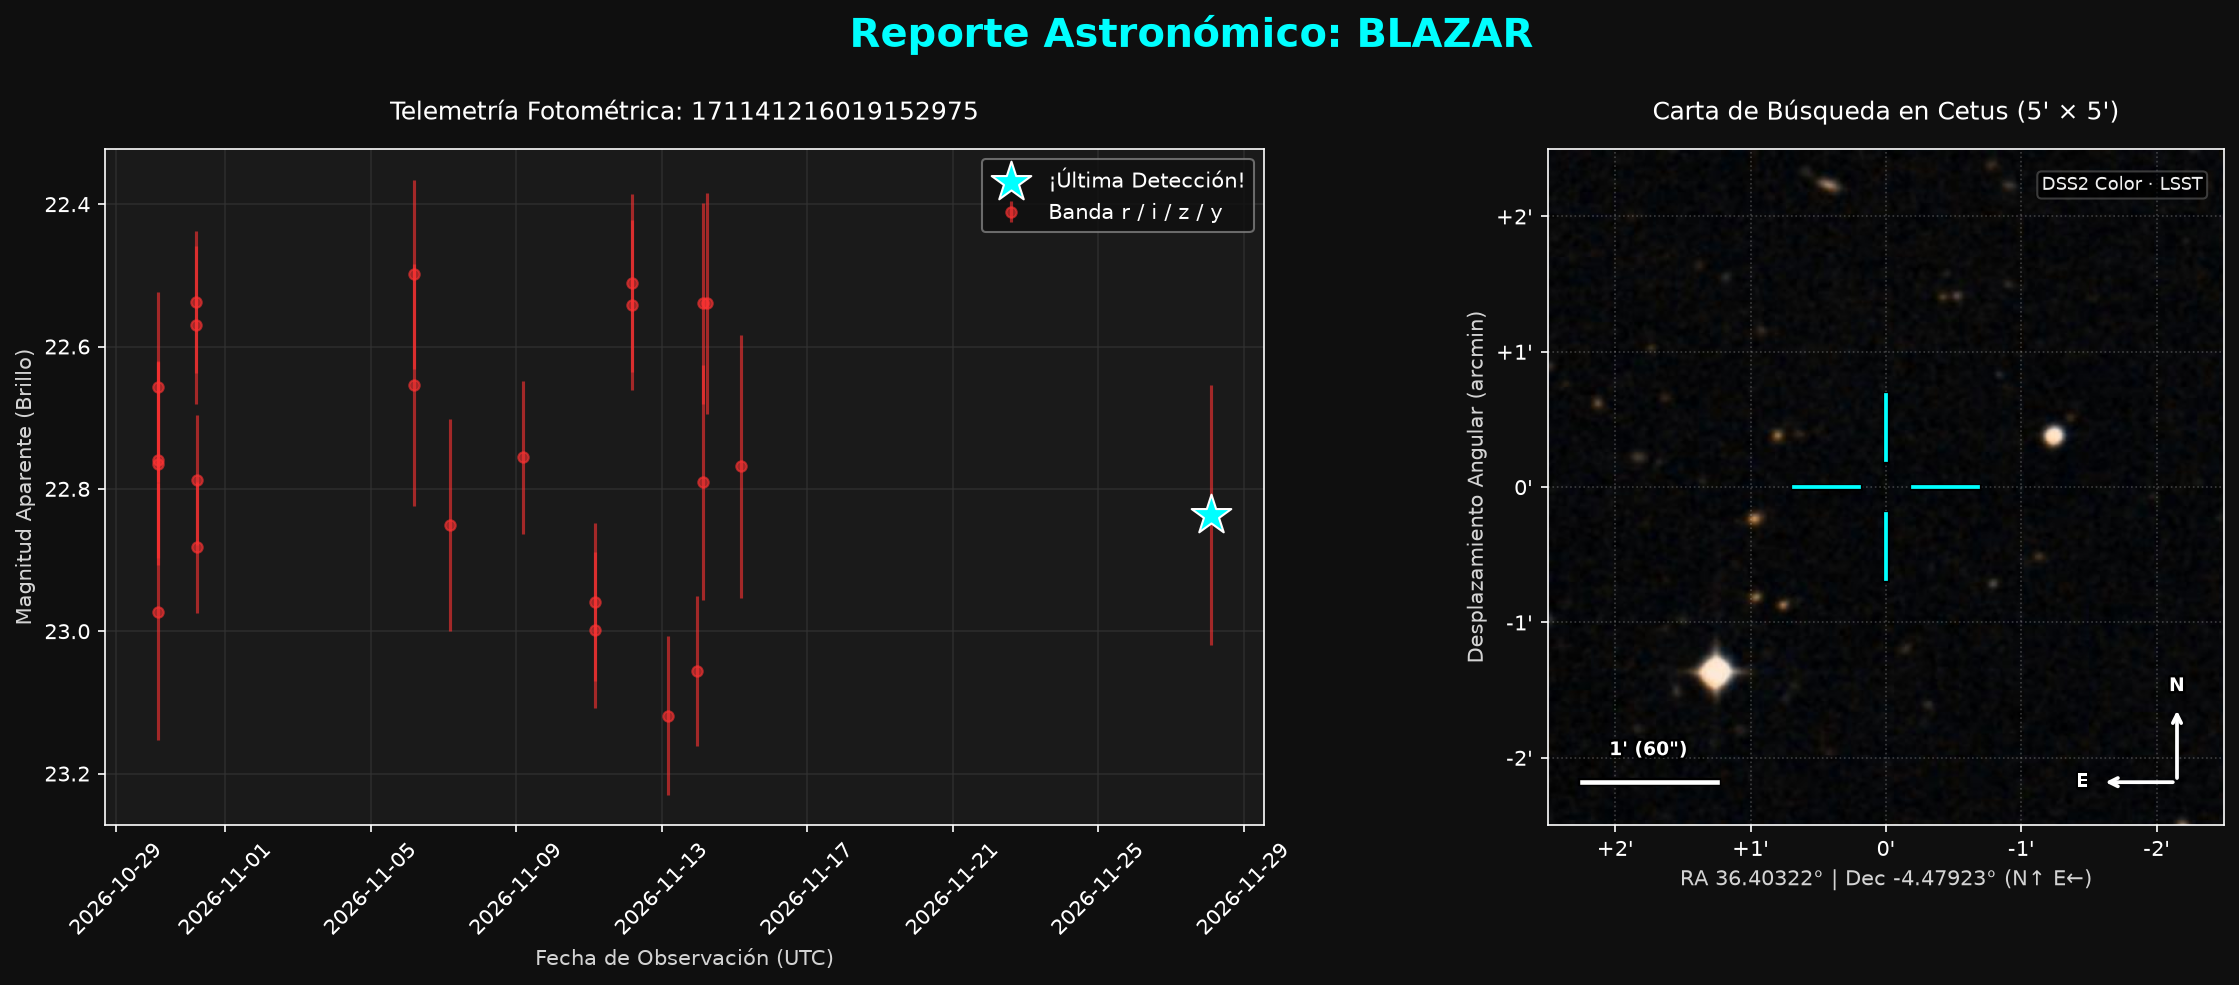 Reporte Astronómico: BLAZAR
Telemetría Fotométrica: 171141216019152975
Magnitud Aparente (Brillo)
22.4
22.6
22.8
23.0
23.2
¡Última Detección!
Banda r / i / z / y
2026-10-29
2026-11-01
2026-11-05
2026-11-09
2026-11-13
2026-11-17
2026-11-21
2026-11-25
2026-11-29
Fecha de Observación (UTC)
Carta de Búsqueda en Cetus (5' × 5')
Desplazamiento Angular (arcmin)
+2'
+1'
0'
-1'
-2'
DSS2 Color · LSST
N
E
1' (60")
+2'
+1'
0'
-1'
-2'
RA 36.40322° | Dec -4.47923° (N↑ E←)